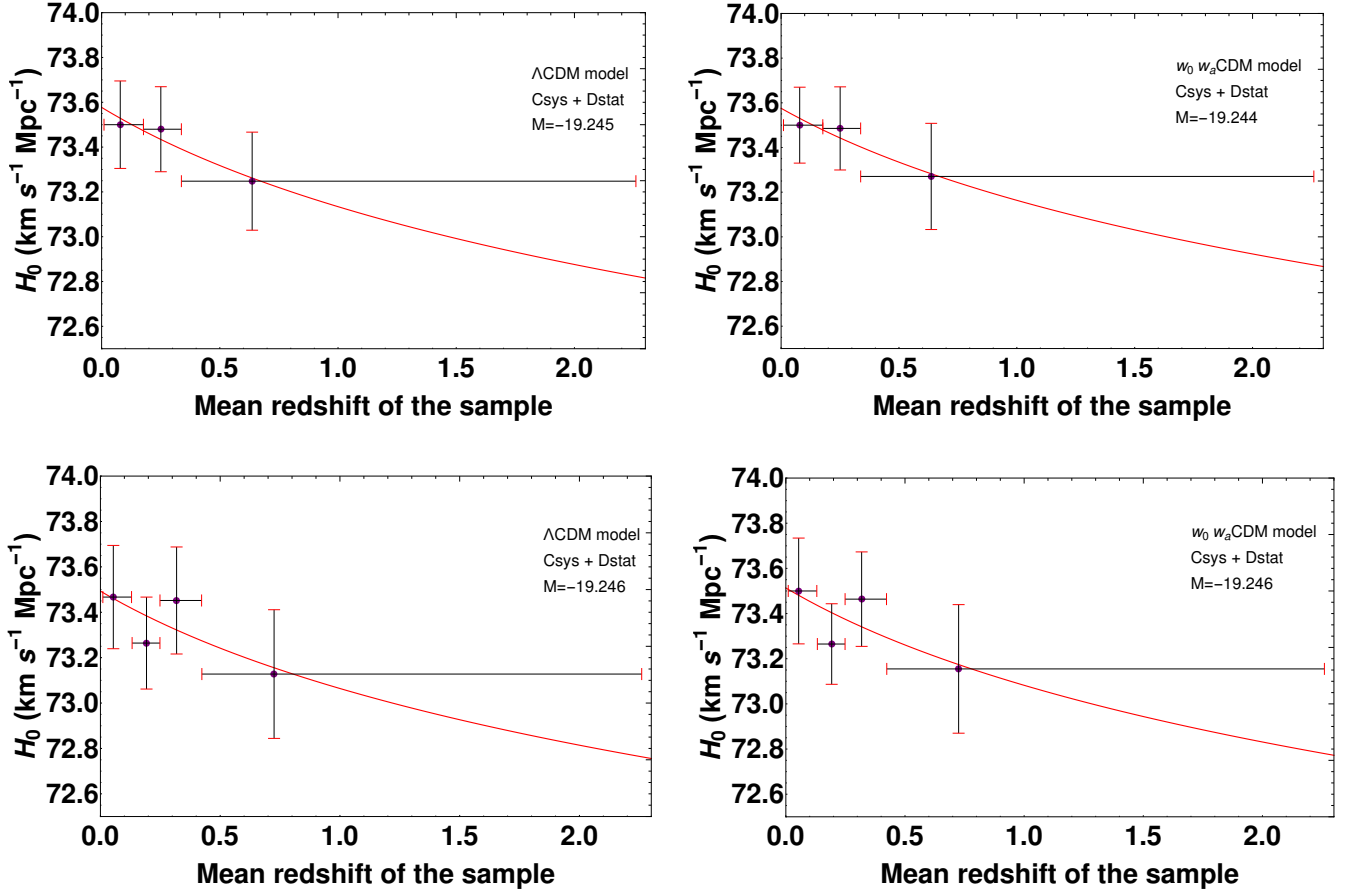 74.0
73.8
73.6
73.4
73.2
73.0
72.8
72.6
H₀ (km s⁻¹ Mpc⁻¹)
ΛCDM model
Csys + Dstat
M=−19.245
0.0 0.5 1.0 1.5 2.0
Mean redshift of the sample
74.0
73.8
73.6
73.4
73.2
73.0
72.8
72.6
H₀ (km s⁻¹ Mpc⁻¹)
w₀ wₐCDM model
Csys + Dstat
M=−19.244
0.0 0.5 1.0 1.5 2.0
Mean redshift of the sample
74.0
73.8
73.6
73.4
73.2
73.0
72.8
72.6
H₀ (km s⁻¹ Mpc⁻¹)
ΛCDM model
Csys + Dstat
M=−19.246
0.0 0.5 1.0 1.5 2.0
Mean redshift of the sample
74.0
73.8
73.6
73.4
73.2
73.0
72.8
72.6
H₀ (km s⁻¹ Mpc⁻¹)
w₀ wₐCDM model
Csys + Dstat
M=−19.246
0.0 0.5 1.0 1.5 2.0
Mean redshift of the sample